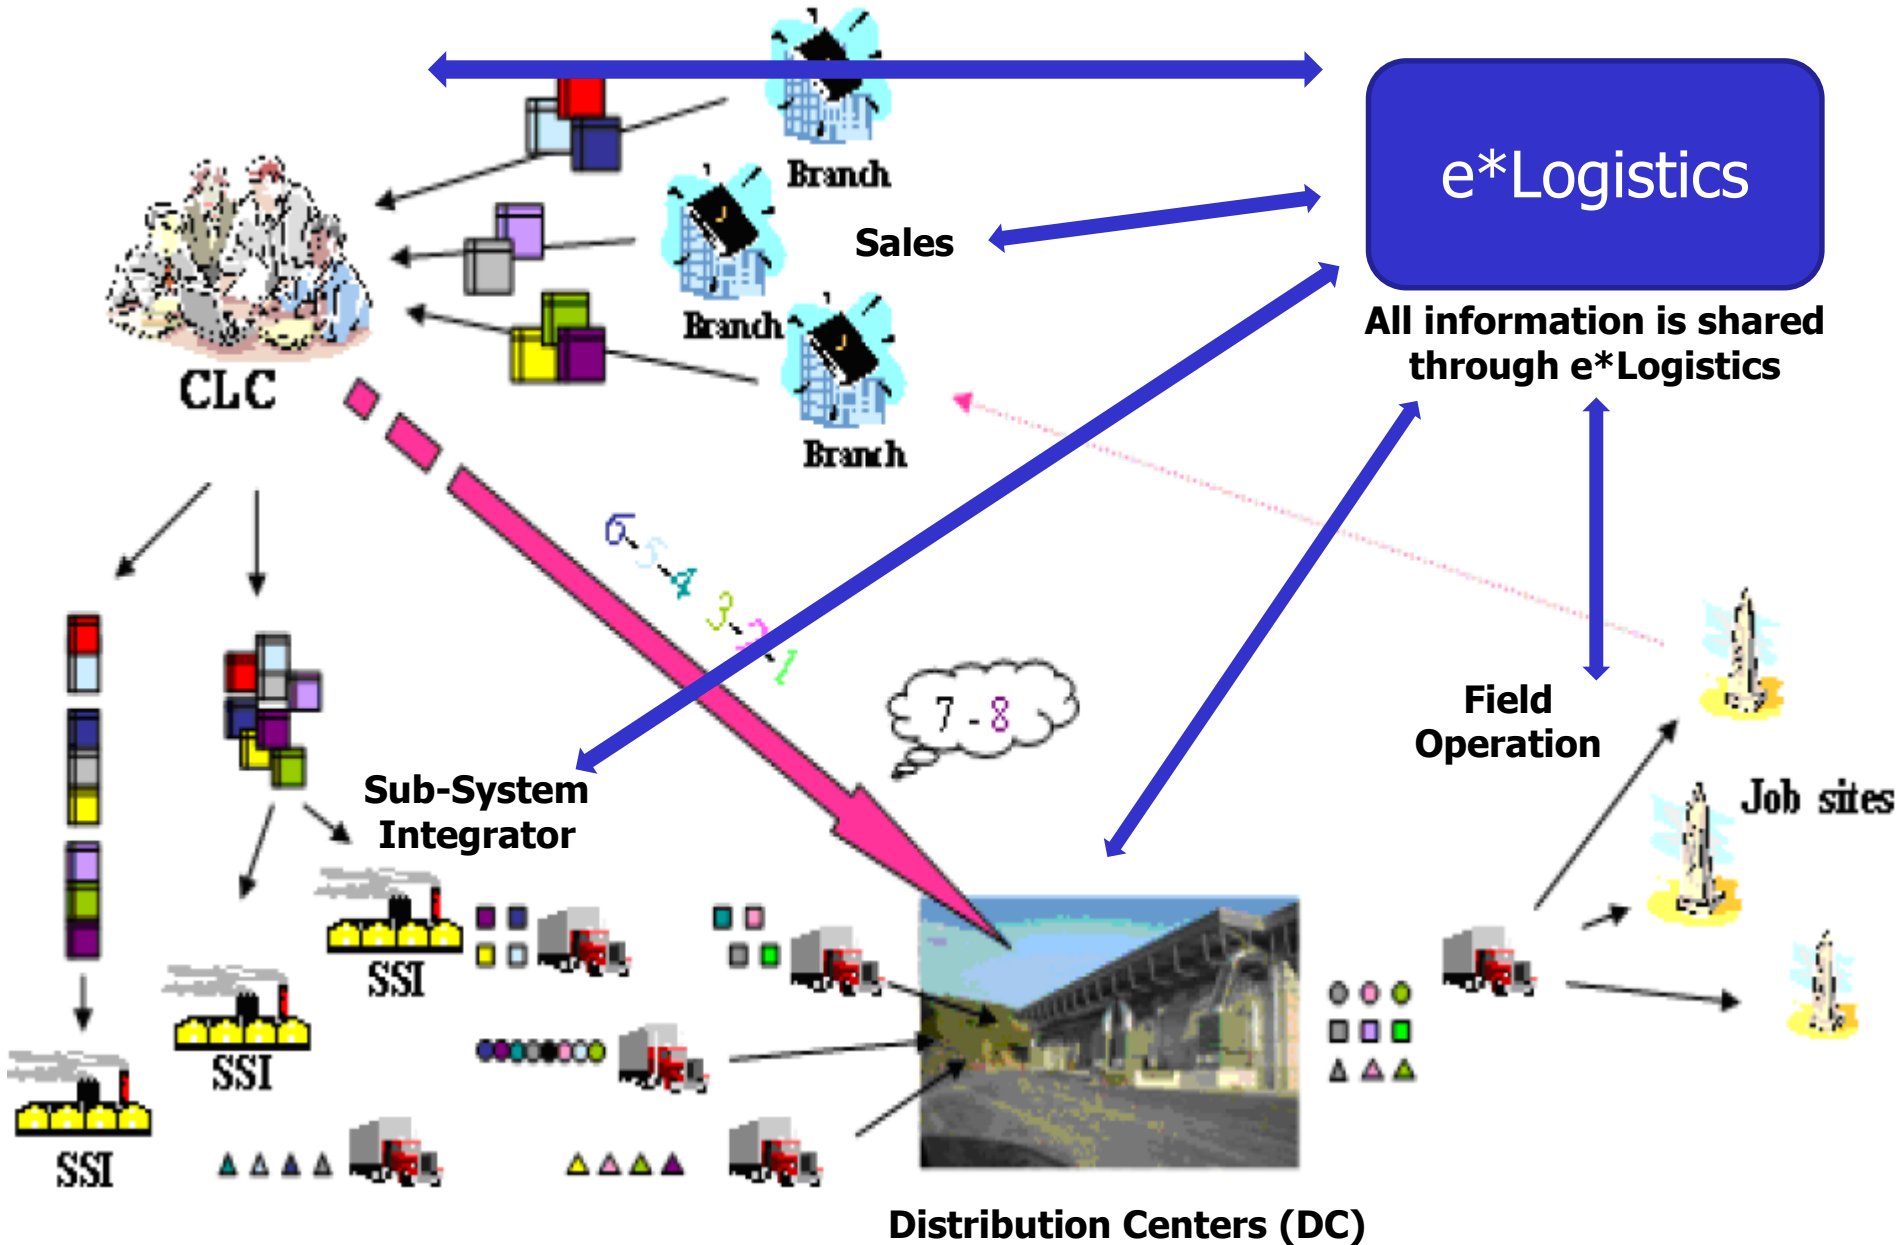 Branch
e*Logistics
Sales
Branch
All information is shared
through e*Logistics
CLC
Branch
6-5-4 3-2-1
7 - 8
Field
Operation
Job sites
Sub-System
Integrator
SSI
SSI
SSI
Distribution Centers (DC)